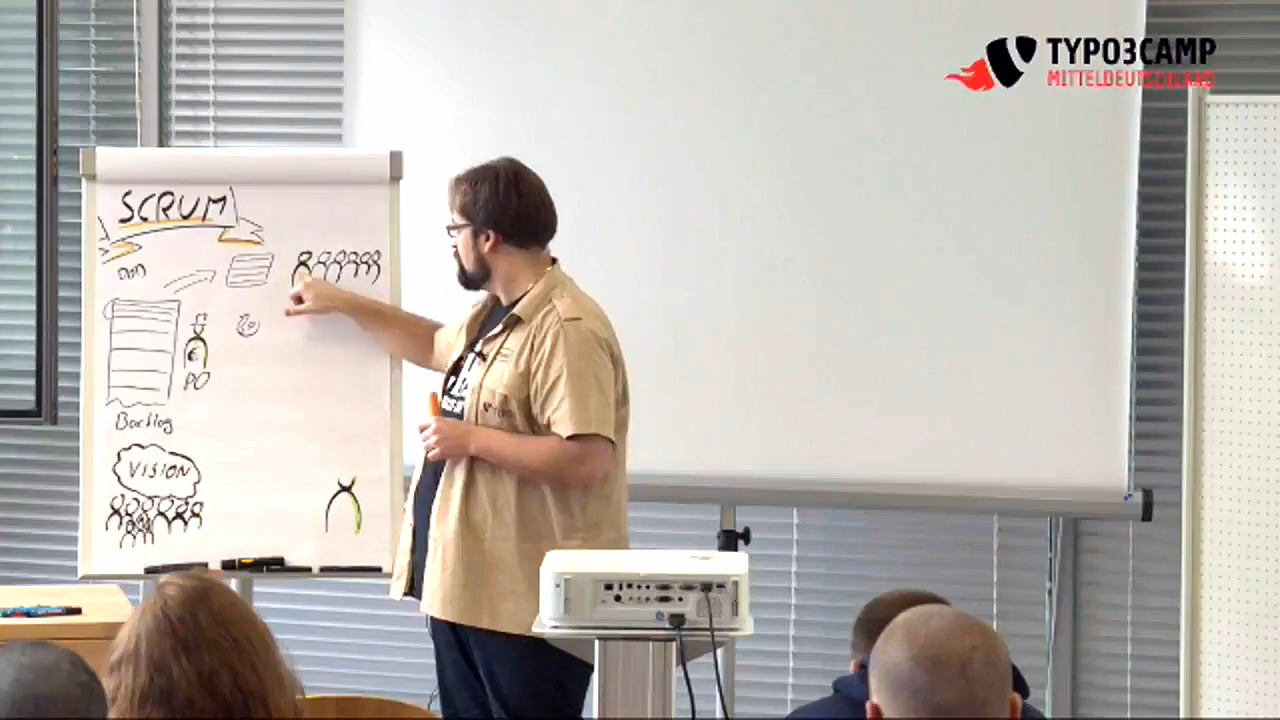 TYPO3CAMP
MITTELDEUTSCHLAND
SCRUM
€
PO
Backlog
VISION